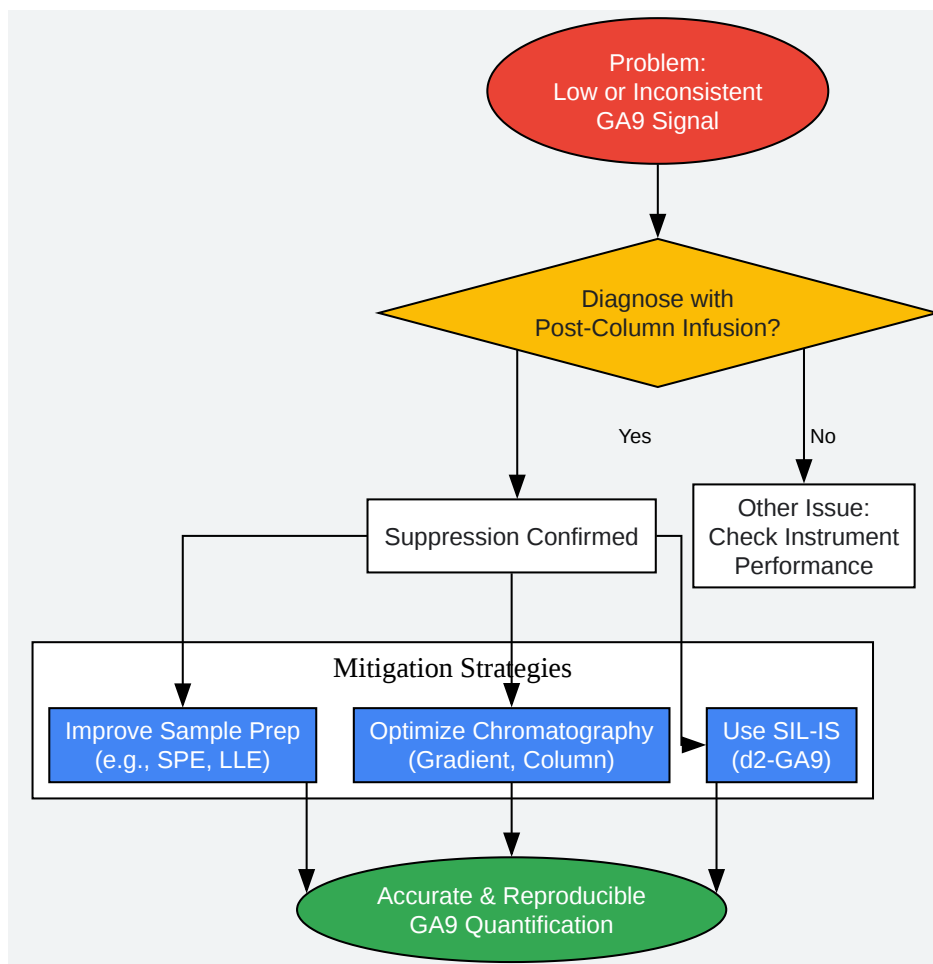 Problem:
Low or Inconsistent
GA9 Signal
Diagnose with
Post-Column Infusion?
Yes
No
Suppression Confirmed
Other Issue:
Check Instrument
Performance
Mitigation Strategies
Improve Sample Prep
(e.g., SPE, LLE)
Optimize Chromatography
(Gradient, Column)
Use SIL-IS
(d2-GA9)
Accurate & Reproducible
GA9 Quantification